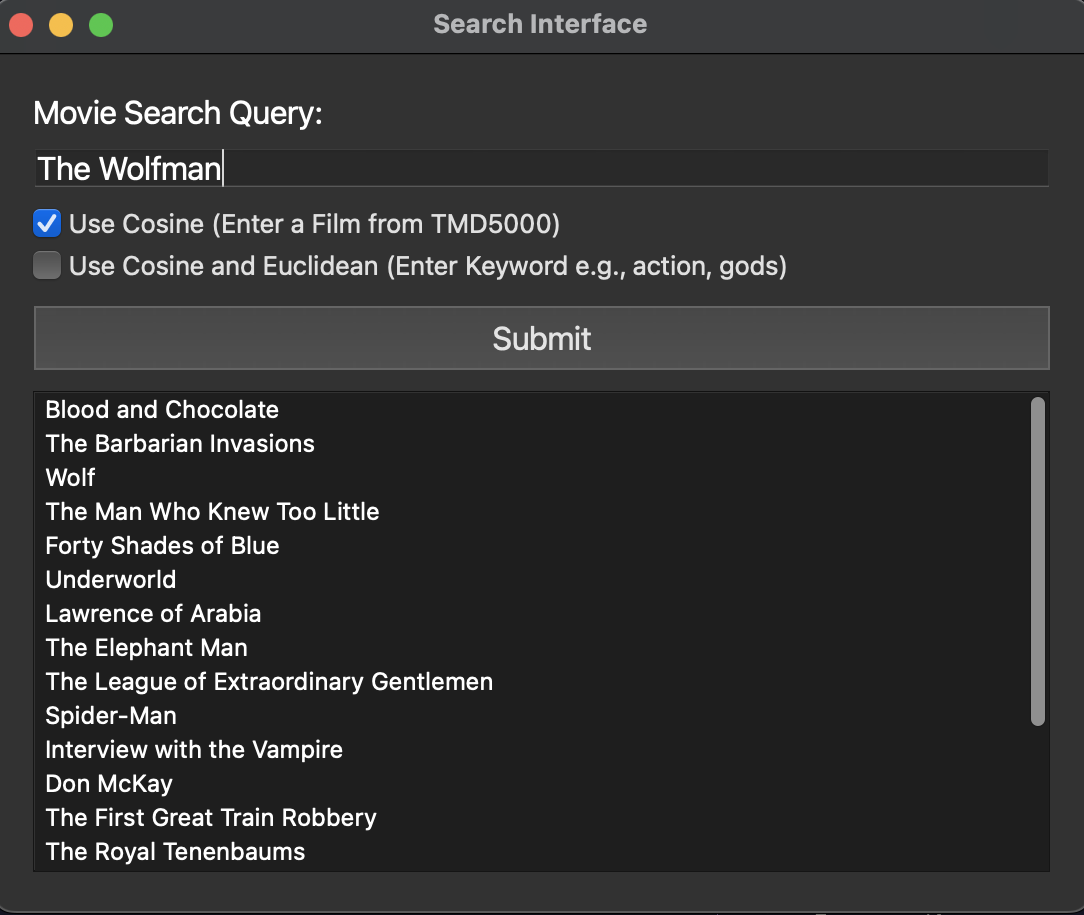 Search Interface
Movie Search Query:
The Wolfman
Use Cosine (Enter a Film from TMD5000)
Use Cosine and Euclidean (Enter Keyword e.g., action, gods)
Submit
Blood and Chocolate
The Barbarian Invasions
Wolf
The Man Who Knew Too Little
Forty Shades of Blue
Underworld
Lawrence of Arabia
The Elephant Man
The League of Extraordinary Gentlemen
Spider-Man
Interview with the Vampire
Don McKay
The First Great Train Robbery
The Royal Tenenbaums